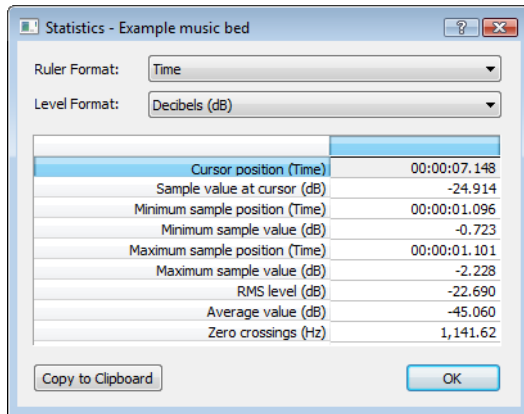 Statistics - Example music bed
Ruler Format: Time
Level Format: Decibels (dB)
Cursor position (Time) 00:00:07.148
Sample value at cursor (dB) -24.914
Minimum sample position (Time) 00:00:01.096
Minimum sample value (dB) -0.723
Maximum sample position (Time) 00:00:01.101
Maximum sample value (dB) -2.228
RMS level (dB) -22.690
Average value (dB) -45.060
Zero crossings (Hz) 1,141.62
Copy to Clipboard OK